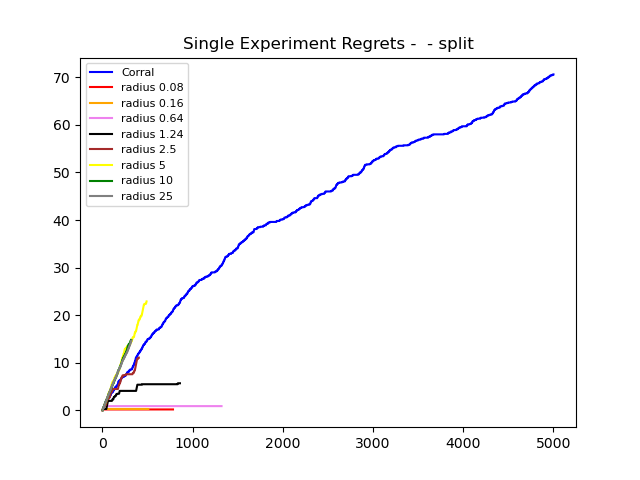 Single Experiment Regrets -  - split
Corral
radius 0.08
radius 0.16
radius 0.64
radius 1.24
radius 2.5
radius 5
radius 10
radius 25
70
60
50
40
30
20
10
0
0 1000 2000 3000 4000 5000